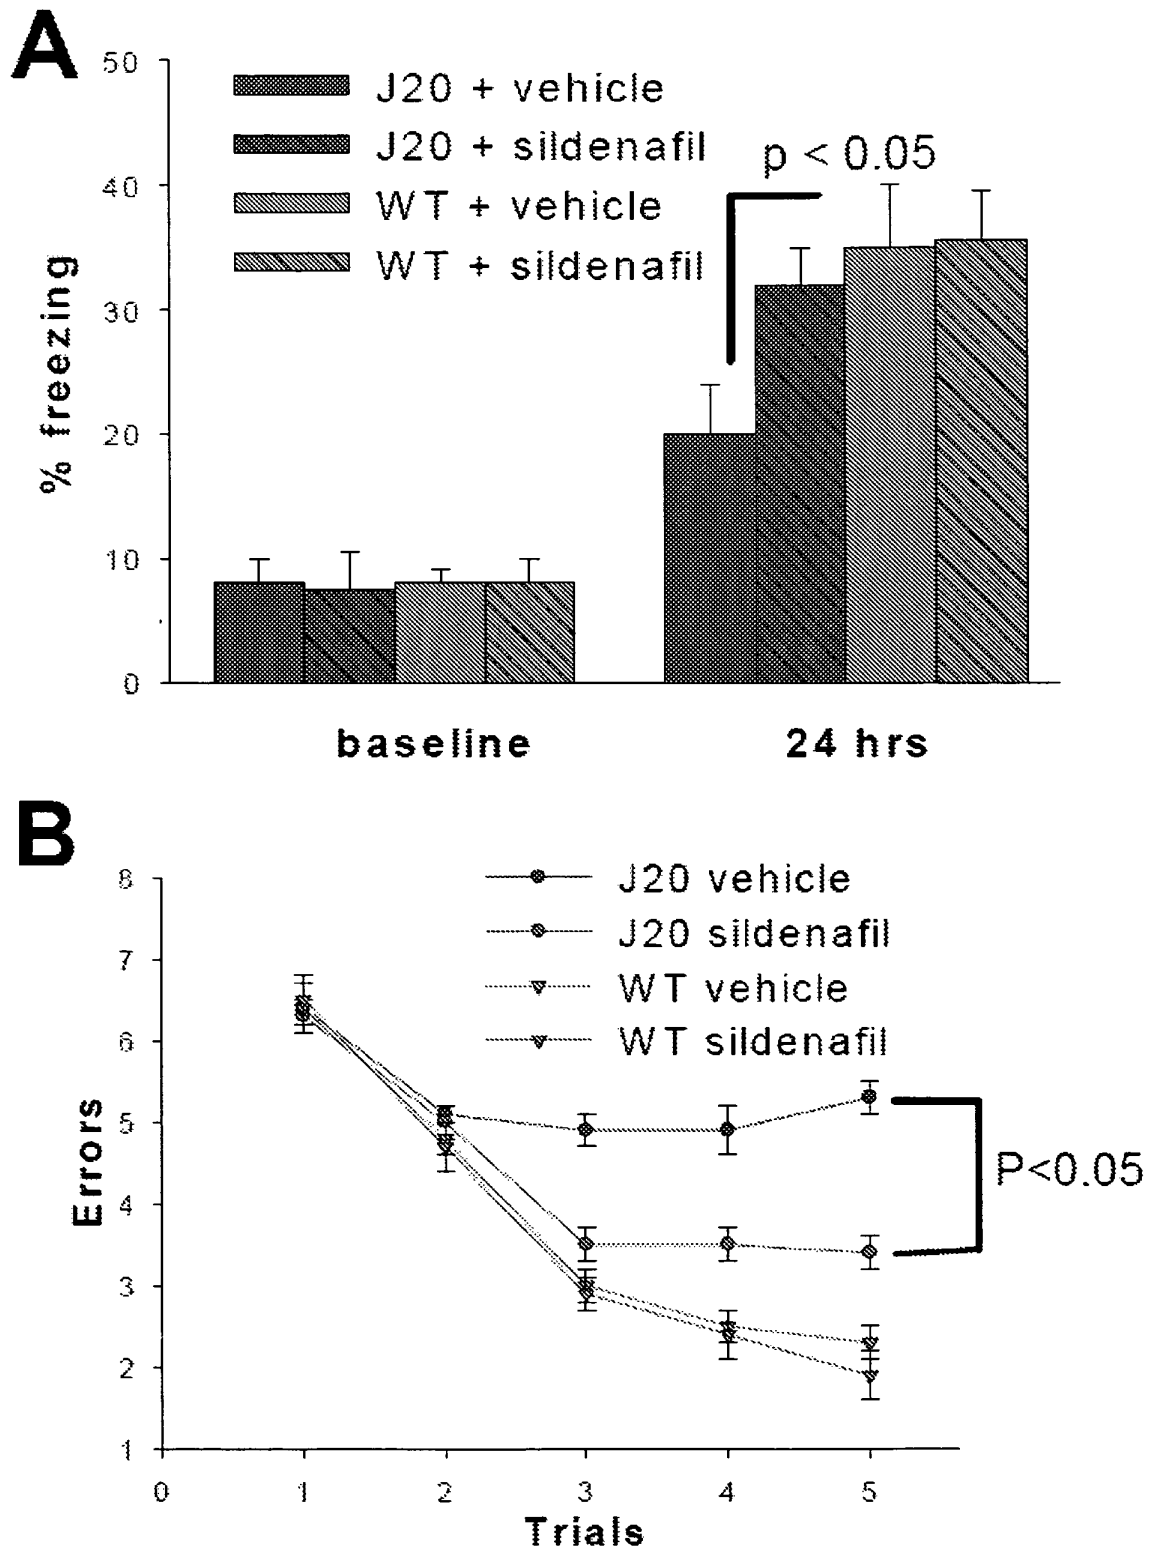 A
50
J20 + vehicle
J20 + sildenafil
p < 0.05
40
WT + vehicle
WT + sildenafil
30
% freezing
20
10
0
baseline
24 hrs
B
8
J20 vehicle
J20 sildenafil
7
WT vehicle
6
WT sildenafil
5
Errors
P<0.05
4
3
2
1
0 1 2 3 4 5
Trials